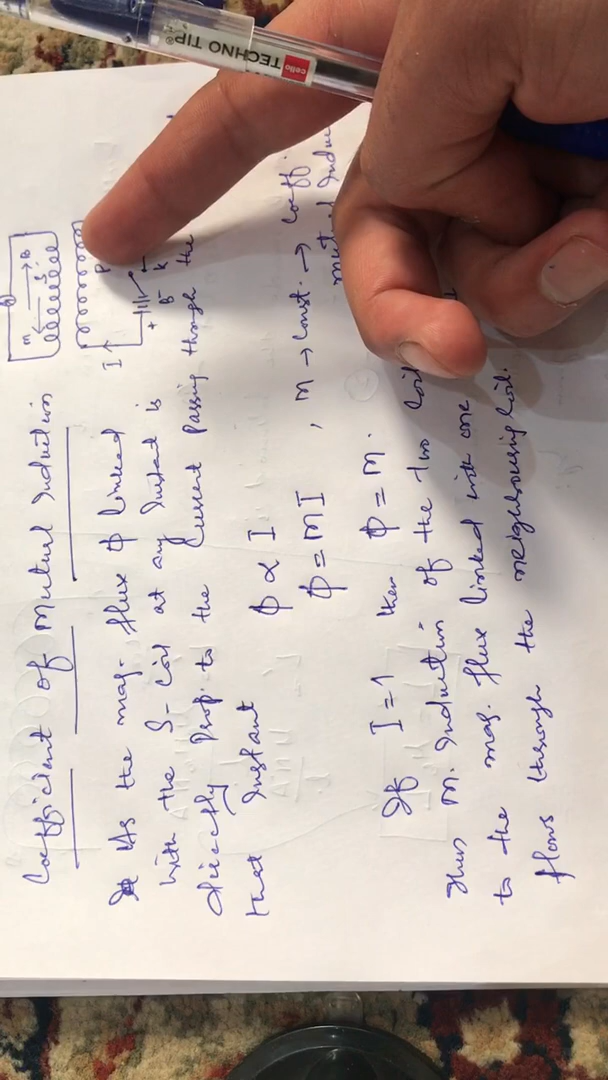 Coefficient of Mutual Induction
As the mag. flux ϕ linked
with the S- Coil at any Instant is
directly Prop. to the Current Passing through the
that Instant
ϕ ∝ I
ϕ = MI , M → Const. → Coeff.
mutual Induc
If I = 1 then ϕ = M.
Thus M. Induction of the two Coil
to the mag. flux linked with one
flows through the neighbouring Coil.
m S B
I P
+ B - K
cello TECHNO TIP